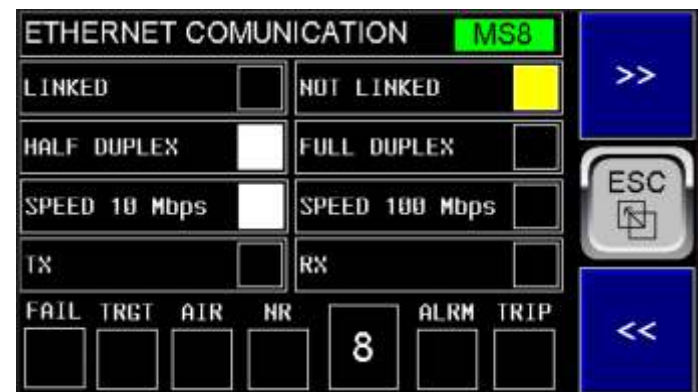 ETHERNET COMUNICATION MS8
>>
LINKED NOT LINKED
HALF DUPLEX FULL DUPLEX
ESC
SPEED 10 Mbps SPEED 100 Mbps
TX RX
FAIL TRGT AIR NR ALRM TRIP
8
<<